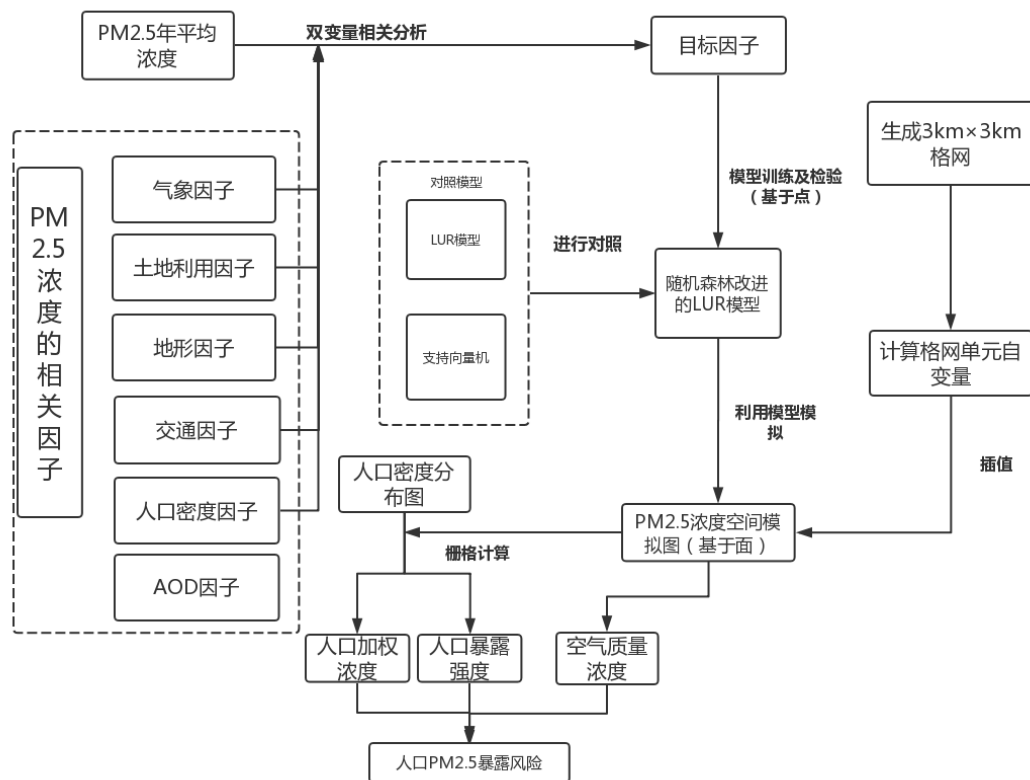 PM2.5年平均
浓度
双变量相关分析
目标因子
生成3km×3km
格网
PM
2.5
浓
度
的
相
关
因
子
气象因子
土地利用因子
地形因子
交通因子
人口密度因子
AOD因子
对照模型
LUR模型
支持向量机
进行对照
模型训练及检验
（基于点）
随机森林改进
的LUR模型
计算格网单元自
变量
利用模型模
拟
插值
人口密度分
布图
PM2.5浓度空间模
拟图（基于面）
栅格计算
人口加权
浓度
人口暴露
强度
空气质量
浓度
人口PM2.5暴露风险